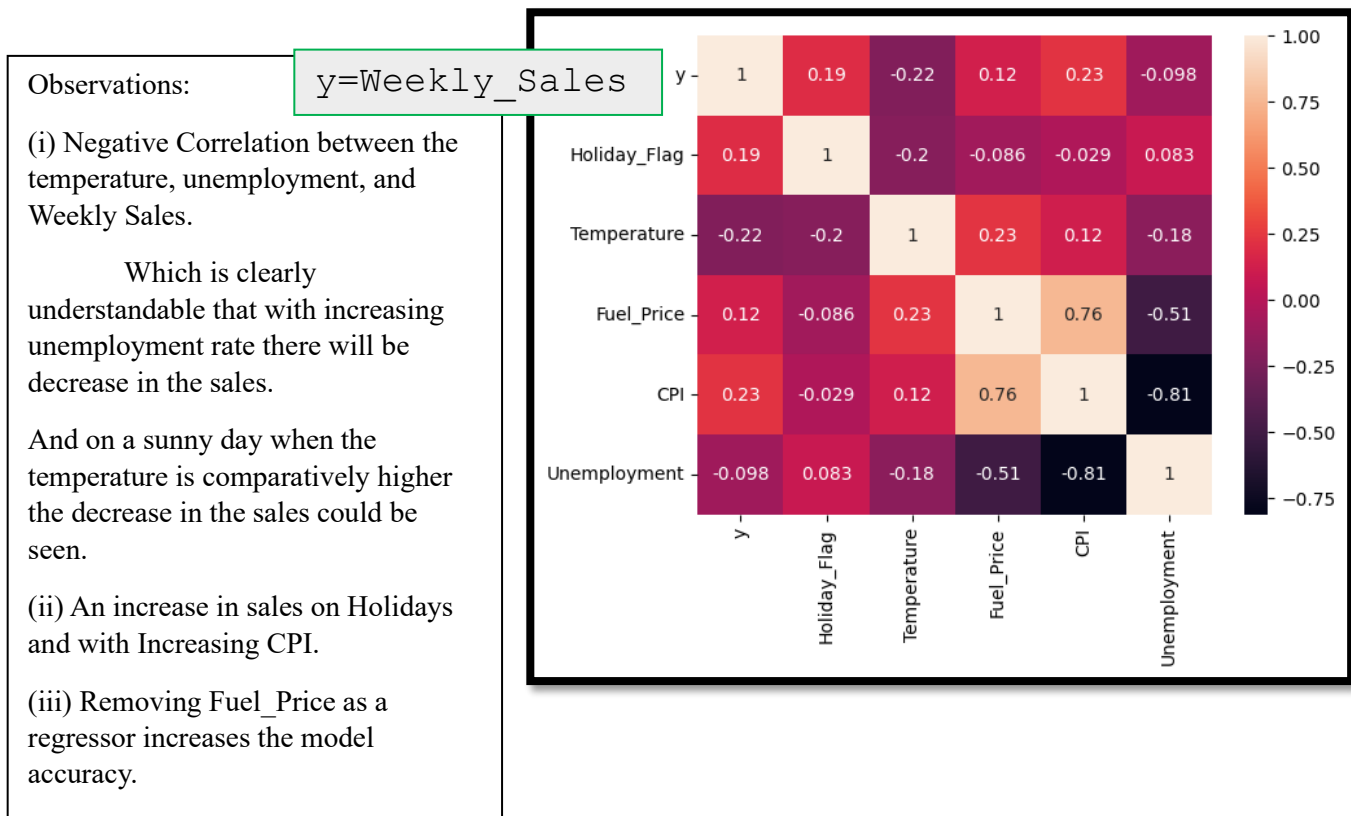 Observations:
y=Weekly_Sales
(i) Negative Correlation between the
temperature, unemployment, and
Weekly Sales.
Which is clearly
understandable that with increasing
unemployment rate there will be
decrease in the sales.
And on a sunny day when the
temperature is comparatively higher
the decrease in the sales could be
seen.
(ii) An increase in sales on Holidays
and with Increasing CPI.
(iii) Removing Fuel_Price as a
regressor increases the model
accuracy.
y 1 0.19 -0.22 0.12 0.23 -0.098
Holiday_Flag 0.19 1 -0.2 -0.086 -0.029 0.083
Temperature -0.22 -0.2 1 0.23 0.12 -0.18
Fuel_Price 0.12 -0.086 0.23 1 0.76 -0.51
CPI 0.23 -0.029 0.12 0.76 1 -0.81
Unemployment -0.098 0.083 -0.18 -0.51 -0.81 1
y
Holiday_Flag
Temperature
Fuel_Price
CPI
Unemployment
1.00
0.75
0.50
0.25
0.00
−0.25
−0.50
−0.75